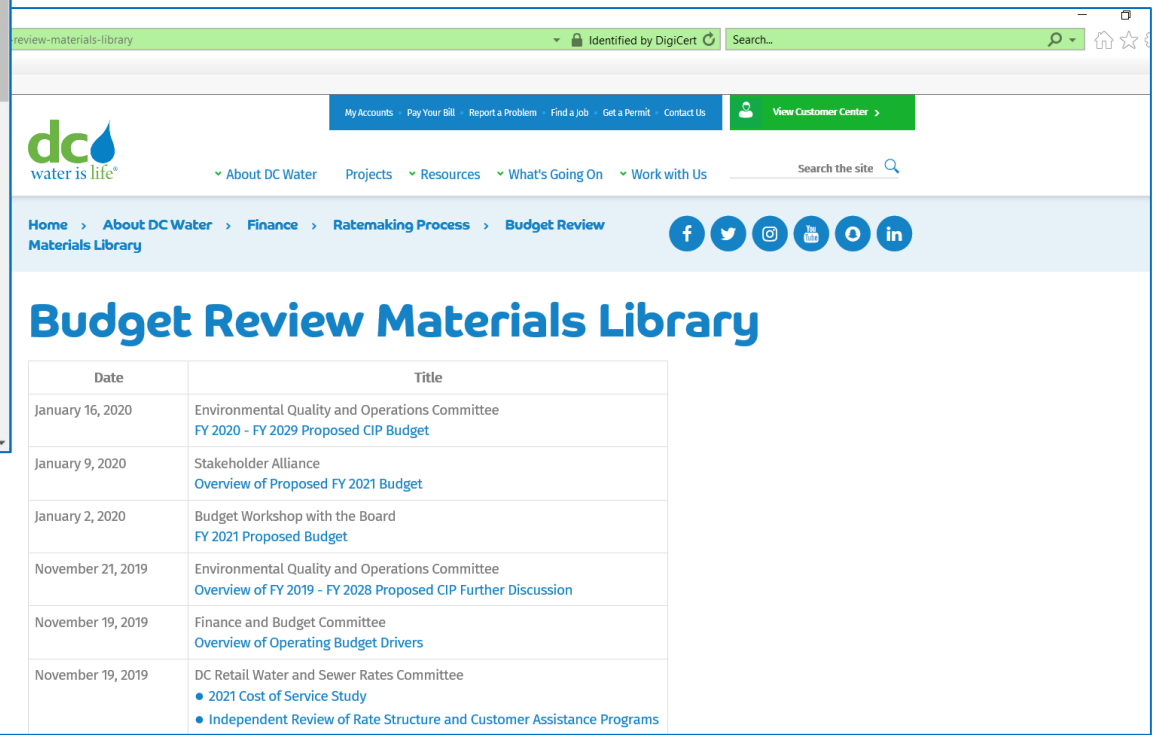 review-materials-library
Identified by DigiCert
Search...
My Accounts Pay Your Bill Report a Problem Find a Job Get a Permit Contact Us
View Customer Center >
dc
water is life®
About DC Water Projects Resources What's Going On Work with Us
Search the site
Home > About DC Water > Finance > Ratemaking Process > Budget Review
Materials Library
You
Tube
Budget Review Materials Library
Date Title
January 16, 2020 Environmental Quality and Operations Committee
FY 2020 - FY 2029 Proposed CIP Budget
January 9, 2020 Stakeholder Alliance
Overview of Proposed FY 2021 Budget
January 2, 2020 Budget Workshop with the Board
FY 2021 Proposed Budget
November 21, 2019 Environmental Quality and Operations Committee
Overview of FY 2019 - FY 2028 Proposed CIP Further Discussion
November 19, 2019 Finance and Budget Committee
Overview of Operating Budget Drivers
November 19, 2019 DC Retail Water and Sewer Rates Committee
• 2021 Cost of Service Study
• Independent Review of Rate Structure and Customer Assistance Programs